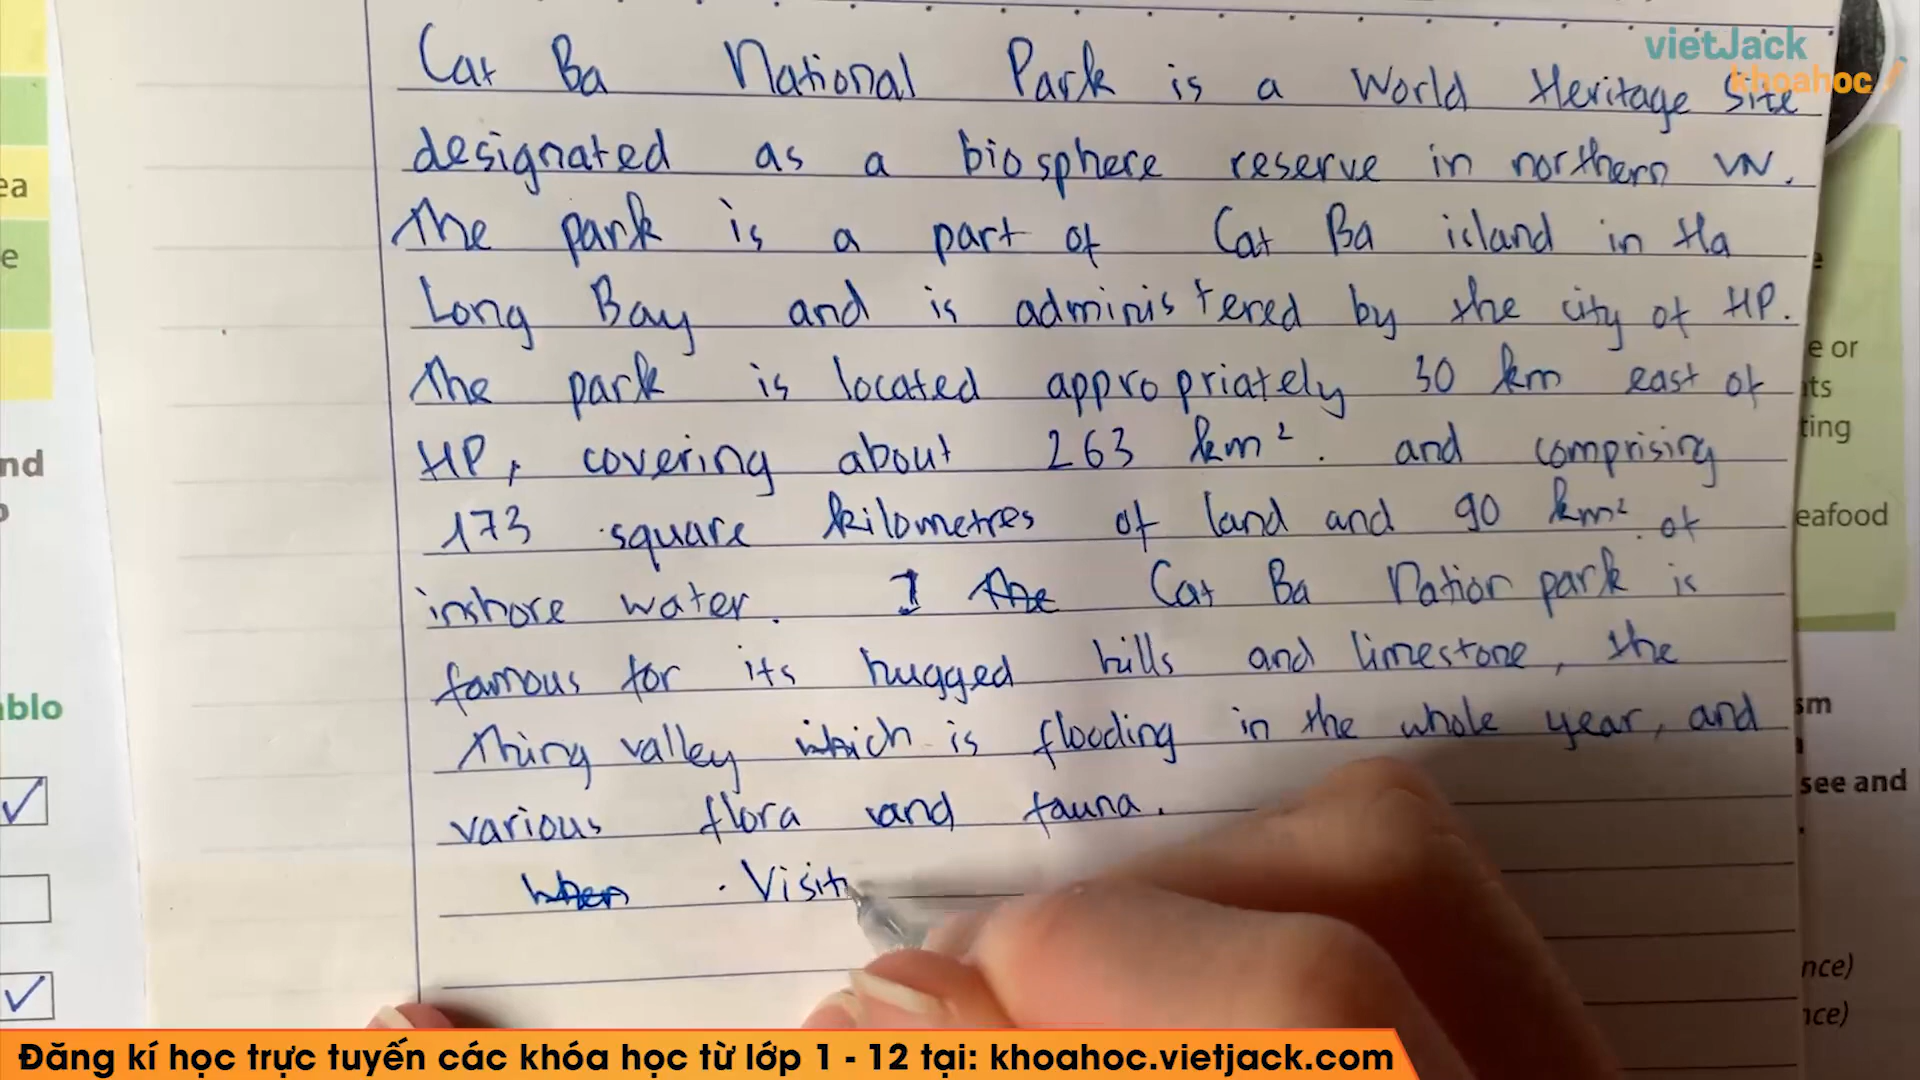 vietJack
khoahoc
Cat Ba National Park is a World Heritage Site
designated as a biosphere reserve in northern VN.
The park is a part of Cat Ba island in Ha
Long Bay and is administered by the city of HP.
The park is located appropriately 30 km east of
HP, covering about 263 km². and comprising
173 square kilometres of land and 90 km² of
inshore water. The Cat Ba Nation park is
famous for its hugged hills and limestone, the
Thung valley which is flooding in the whole year, and
various flora and fauna.
when Visit
ea
e
nd
ablo
e or
ts
ting
eafood
sm
see and
nce)
nce)
Đăng kí học trực tuyến các khóa học từ lớp 1 - 12 tại: khoahoc.vietjack.com